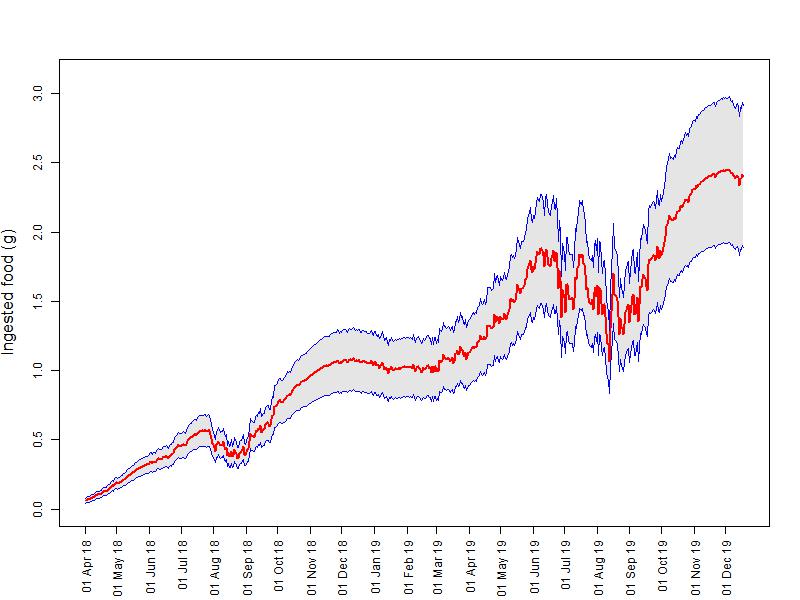 Ingested food (g)
3.0
2.5
2.0
1.5
1.0
0.5
0.0
01 Apr 18
01 May 18
01 Jun 18
01 Jul 18
01 Aug 18
01 Sep 18
01 Oct 18
01 Nov 18
01 Dec 18
01 Jan 19
01 Feb 19
01 Mar 19
01 Apr 19
01 May 19
01 Jun 19
01 Jul 19
01 Aug 19
01 Sep 19
01 Oct 19
01 Nov 19
01 Dec 19